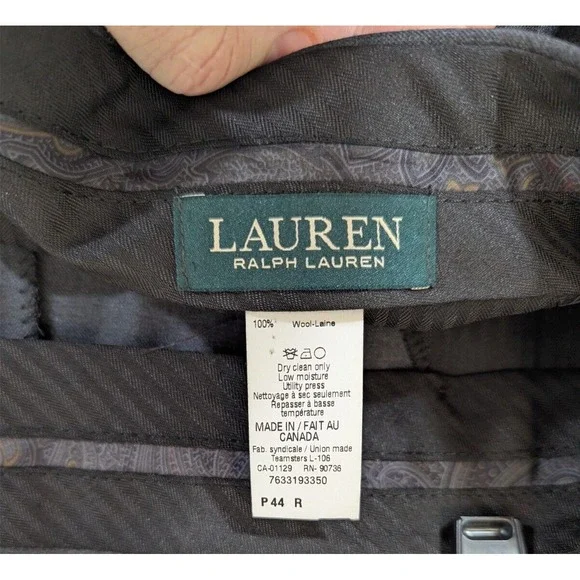 LAUREN
RALPH LAUREN
100% Wool-Laine
Dry clean only
Low moisture
Utility press
Nettoyage à sec seulement
Repasser à basse
température
MADE IN / FAIT AU
CANADA
Fab. syndicale / Union made
Teamsters L-106
CA-01129 RN-90736
7633193350
P 44 R